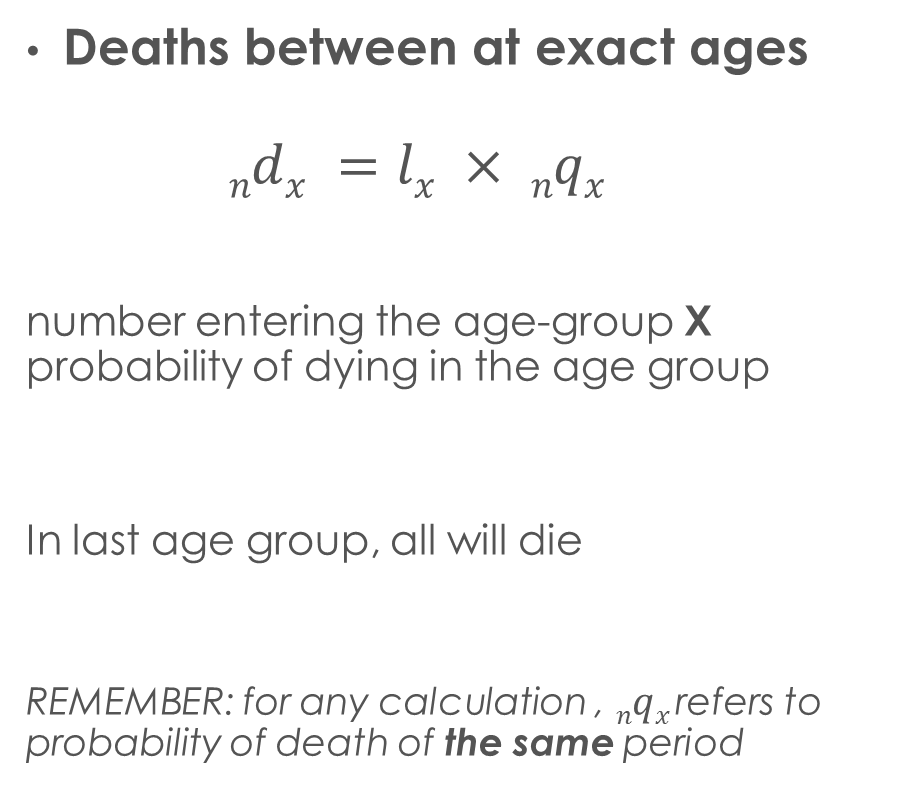 • Deaths between at exact ages
ₙdₓ = lₓ × ₙqₓ
number entering the age-group X
probability of dying in the age group
In last age group, all will die
REMEMBER: for any calculation, ₙqₓ refers to
probability of death of the same period